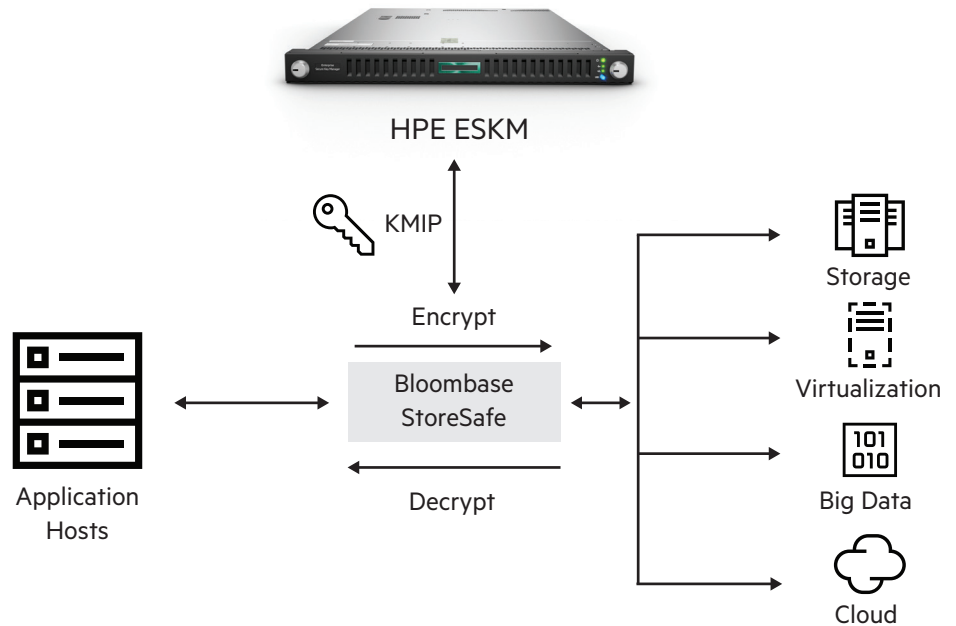 HPE ESKM
KMIP
Encrypt
Bloombase
StoreSafe
Decrypt
Application
Hosts
Storage
Virtualization
101
010
Big Data
Cloud